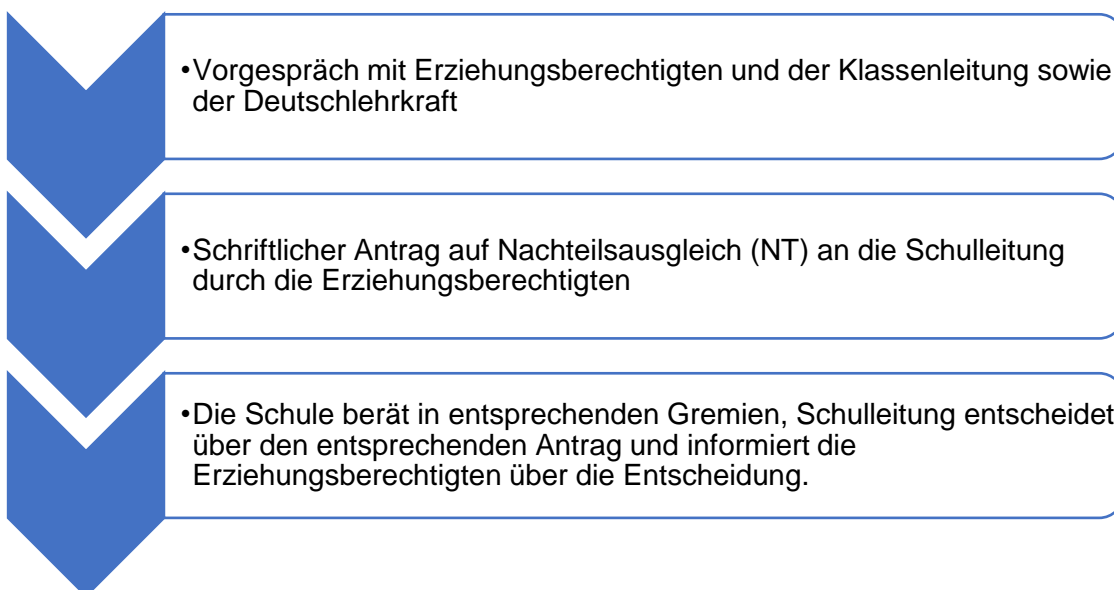 •Vorgespräch mit Erziehungsberechtigten und der Klassenleitung sowie
der Deutschlehrkraft
•Schriftlicher Antrag auf Nachteilsausgleich (NT) an die Schulleitung
durch die Erziehungsberechtigten
•Die Schule berät in entsprechenden Gremien, Schulleitung entscheidet
über den entsprechenden Antrag und informiert die
Erziehungsberechtigten über die Entscheidung.